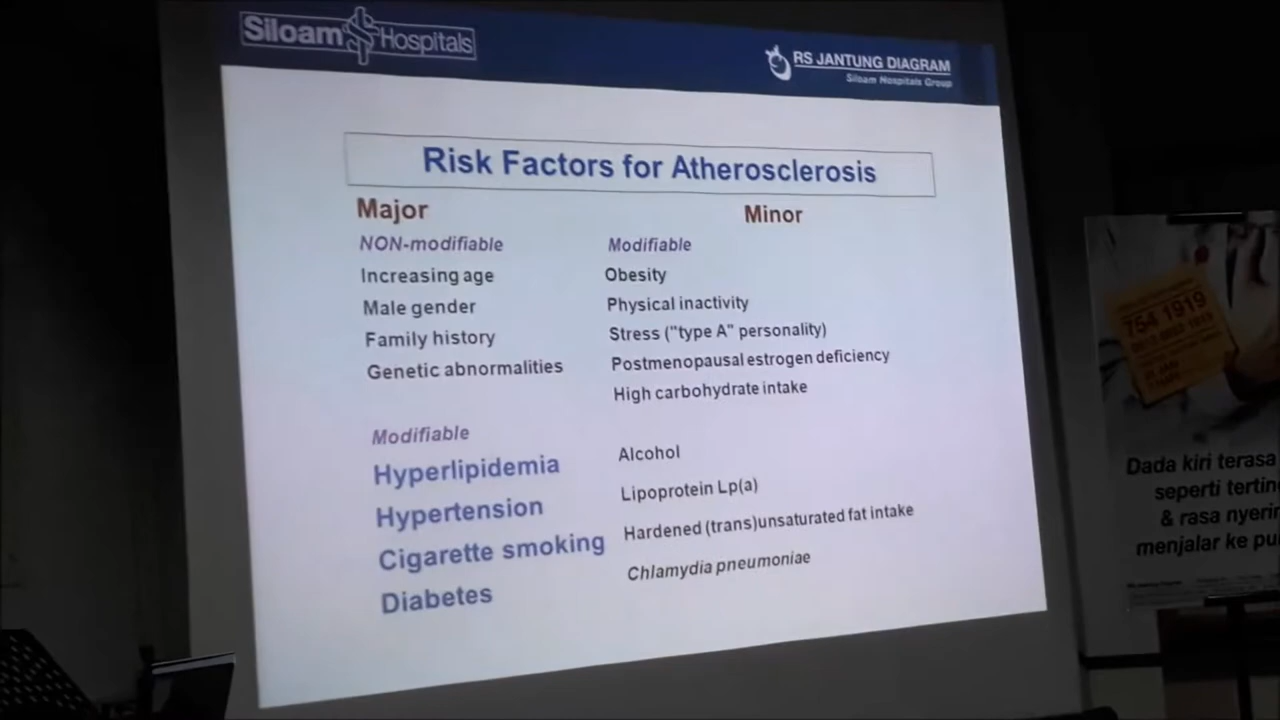 Siloam Hospitals
RS JANTUNG DIAGRAM
Siloam Hospitals Group
Risk Factors for Atherosclerosis
Major
NON-modifiable
Increasing age
Male gender
Family history
Genetic abnormalities
Modifiable
Hyperlipidemia
Hypertension
Cigarette smoking
Diabetes
Minor
Modifiable
Obesity
Physical inactivity
Stress ("type A" personality)
Postmenopausal estrogen deficiency
High carbohydrate intake
Alcohol
Lipoprotein Lp(a)
Hardened (trans)unsaturated fat intake
Chlamydia pneumoniae
754 1919
Dada kiri terasa
seperti
& rasa
menjalar ke